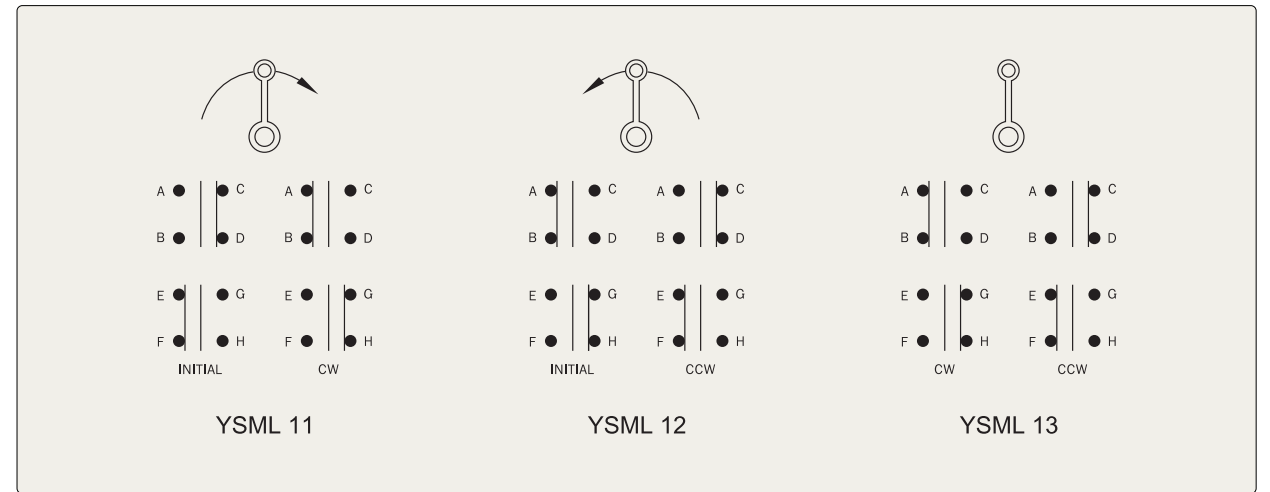 A C A C A C A C A C A C
B D B D B D B D B D B D
E G E G E G E G E G E G
F H F H F H F H F H F H
INITIAL CW INITIAL CCW CW CCW
YSML 11 YSML 12 YSML 13